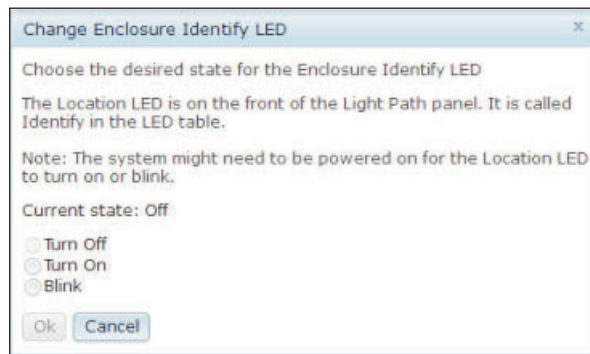 Change Enclosure Identify LED x
Choose the desired state for the Enclosure Identify LED
The Location LED is on the front of the Light Path panel. It is called
Identify in the LED table.
Note: The system might need to be powered on for the Location LED
to turn on or blink.
Current state: Off
Turn Off
Turn On
Blink
Ok Cancel